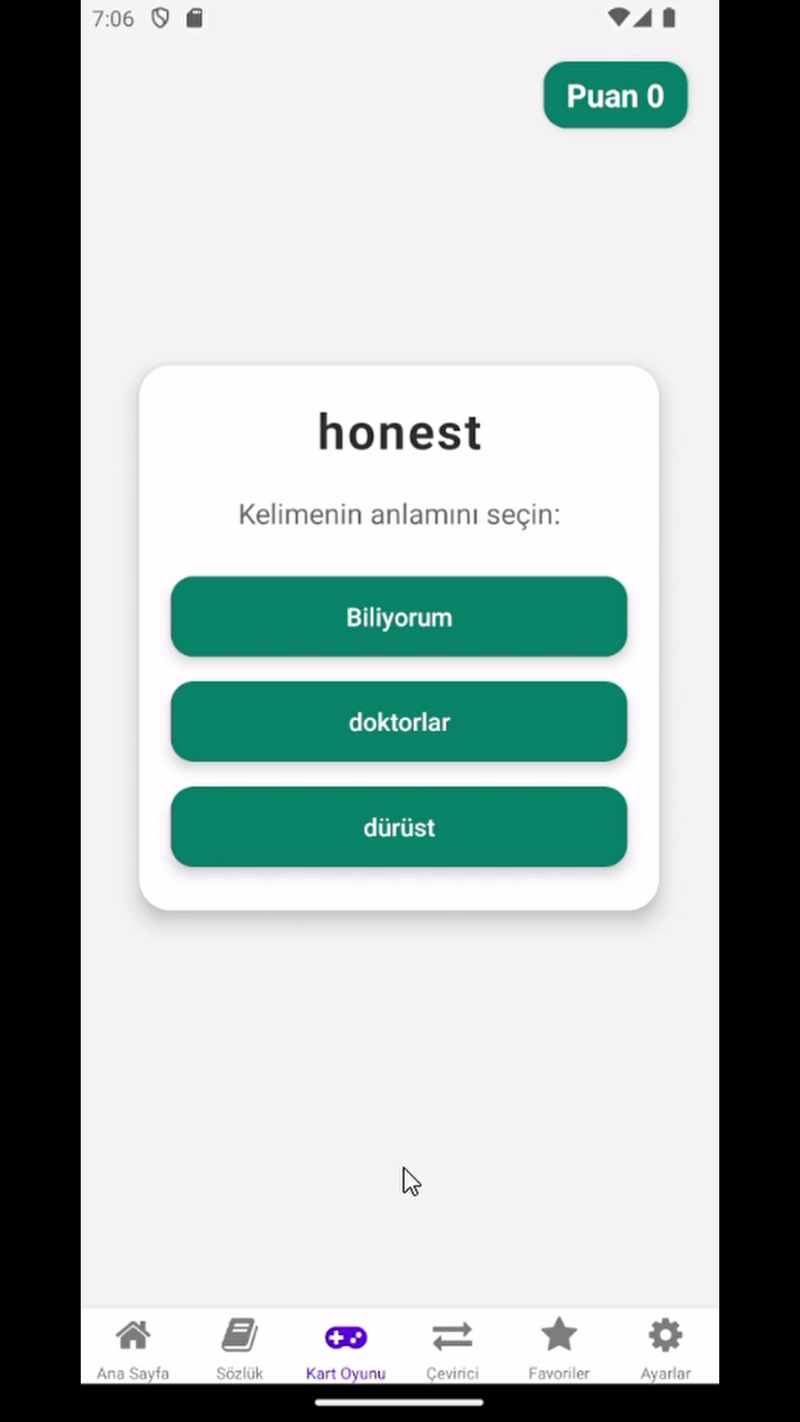 7:06
Puan 0
honest
Kelimenin anlamını seçin:
Biliyorum
doktorlar
dürüst
Ana Sayfa
Sözlük
Kart Oyunu
Çevirici
Favoriler
Ayarlar